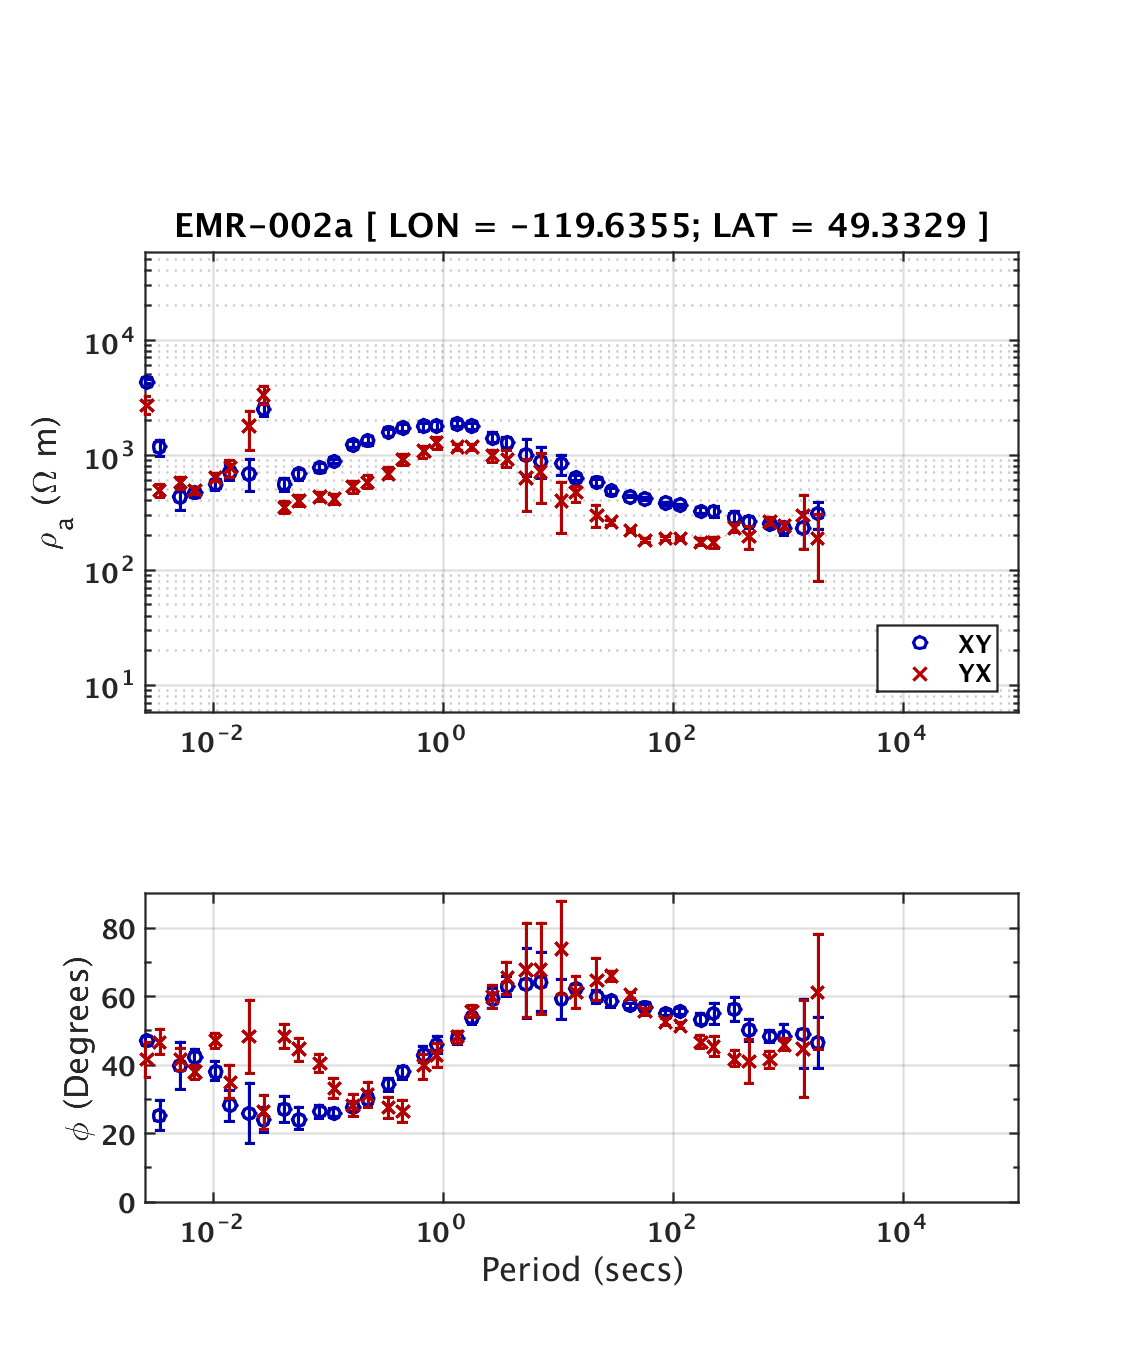 EMR-002a [ LON = -119.6355; LAT = 49.3329 ]
ρa (Ω m)
10^4
10^3
10^2
10^1
XY
YX
10^-2 10^0 10^2 10^4
ϕ (Degrees)
80
60
40
20
0
10^-2 10^0 10^2 10^4
Period (secs)